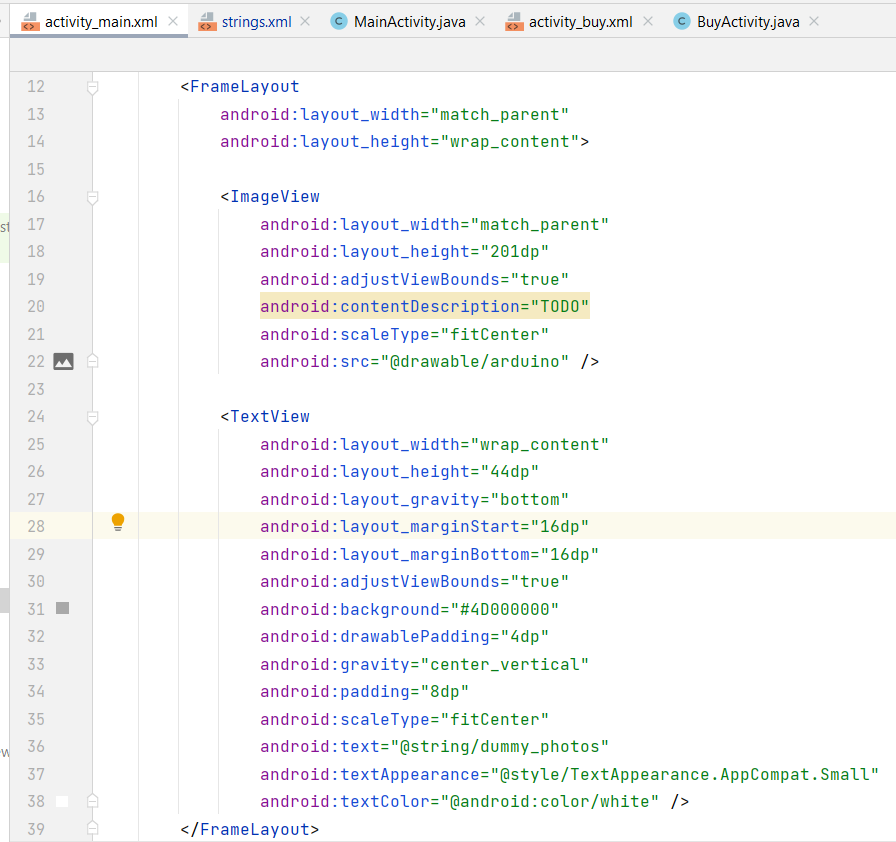 activity_main.xml strings.xml MainActivity.java activity_buy.xml BuyActivity.java
12 <FrameLayout
13 android:layout_width="match_parent"
14 android:layout_height="wrap_content">
15
16 <ImageView
17 android:layout_width="match_parent"
18 android:layout_height="201dp"
19 android:adjustViewBounds="true"
20 android:contentDescription="TODO"
21 android:scaleType="fitCenter"
22 android:src="@drawable/arduino" />
23
24 <TextView
25 android:layout_width="wrap_content"
26 android:layout_height="44dp"
27 android:layout_gravity="bottom"
28 android:layout_marginStart="16dp"
29 android:layout_marginBottom="16dp"
30 android:adjustViewBounds="true"
31 android:background="#4D000000"
32 android:drawablePadding="4dp"
33 android:gravity="center_vertical"
34 android:padding="8dp"
35 android:scaleType="fitCenter"
36 android:text="@string/dummy_photos"
37 android:textAppearance="@style/TextAppearance.AppCompat.Small"
38 android:textColor="@android:color/white" />
39 </FrameLayout>